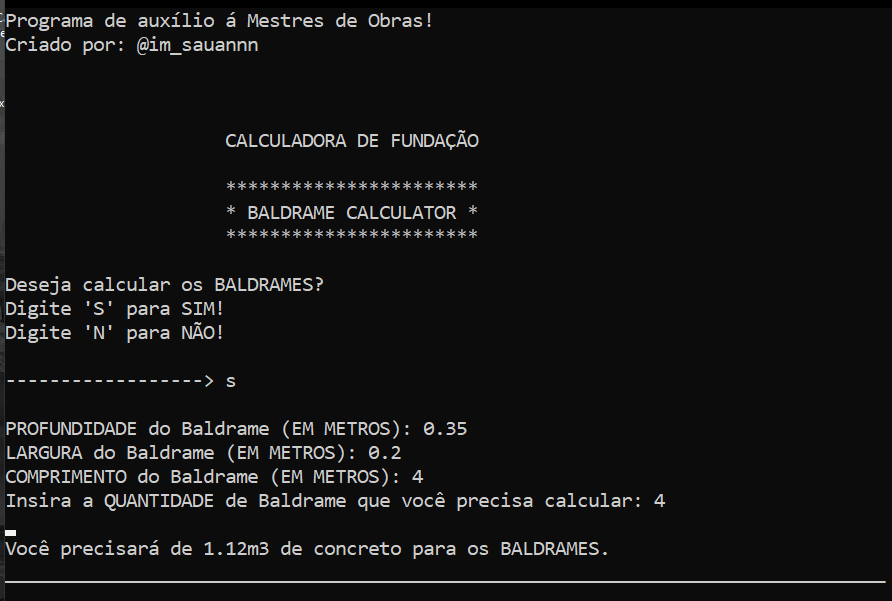 Programa de auxílio á Mestres de Obras!
Criado por: @im_sauannn
CALCULADORA DE FUNDAÇÃO
***********************
* BALDRAME CALCULATOR *
***********************
Deseja calcular os BALDRAMES?
Digite 'S' para SIM!
Digite 'N' para NÃO!
------------------> s
PROFUNDIDADE do Baldrame (EM METROS): 0.35
LARGURA do Baldrame (EM METROS): 0.2
COMPRIMENTO do Baldrame (EM METROS): 4
Insira a QUANTIDADE de Baldrame que você precisa calcular: 4
Você precisará de 1.12m3 de concreto para os BALDRAMES.